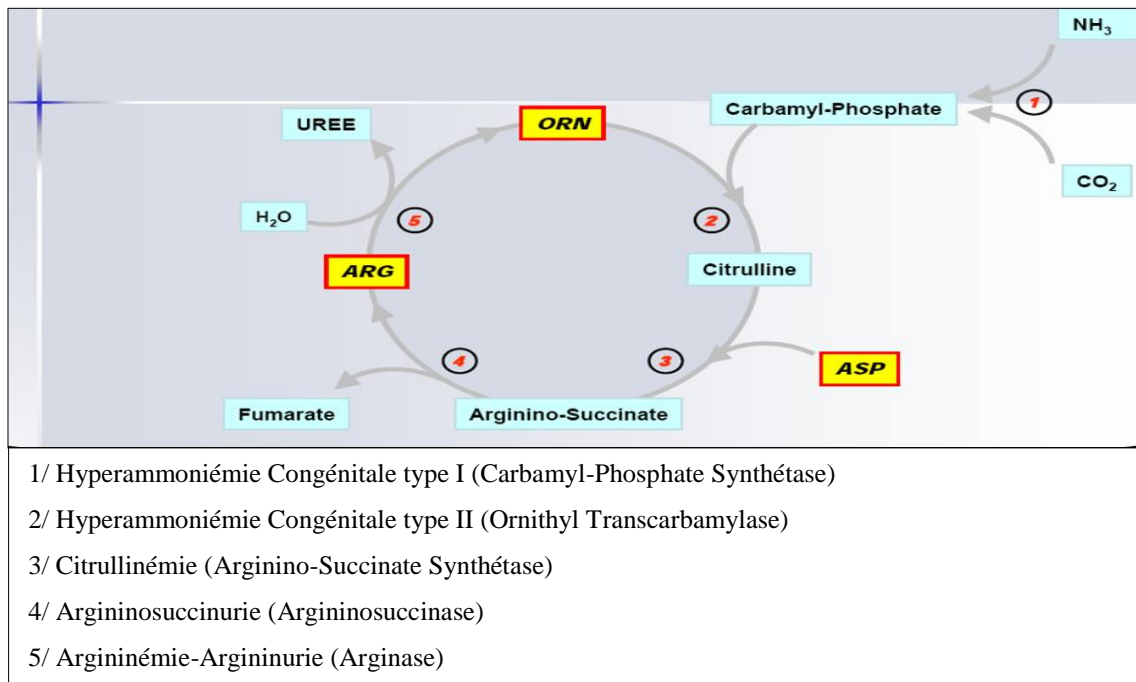 NH₃
1
Carbamyl-Phosphate
ORN
UREE
CO₂
H₂O
5
2
ARG
Citrulline
4
3
ASP
Fumarate
Arginino-Succinate
1/ Hyperammoniémie Congénitale type I (Carbamyl-Phosphate Synthétase)
2/ Hyperammoniémie Congénitale type II (Ornithyl Transcarbamylase)
3/ Citrullinémie (Arginino-Succinate Synthétase)
4/ Argininosuccinurie (Argininosuccinase)
5/ Argininémie-Argininurie (Arginase)